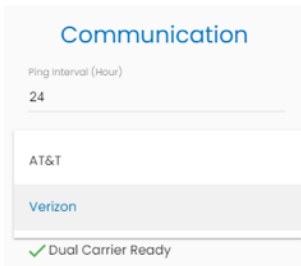 Communication
Ping Interval (Hour)
24
AT&T
Verizon
Dual Carrier Ready